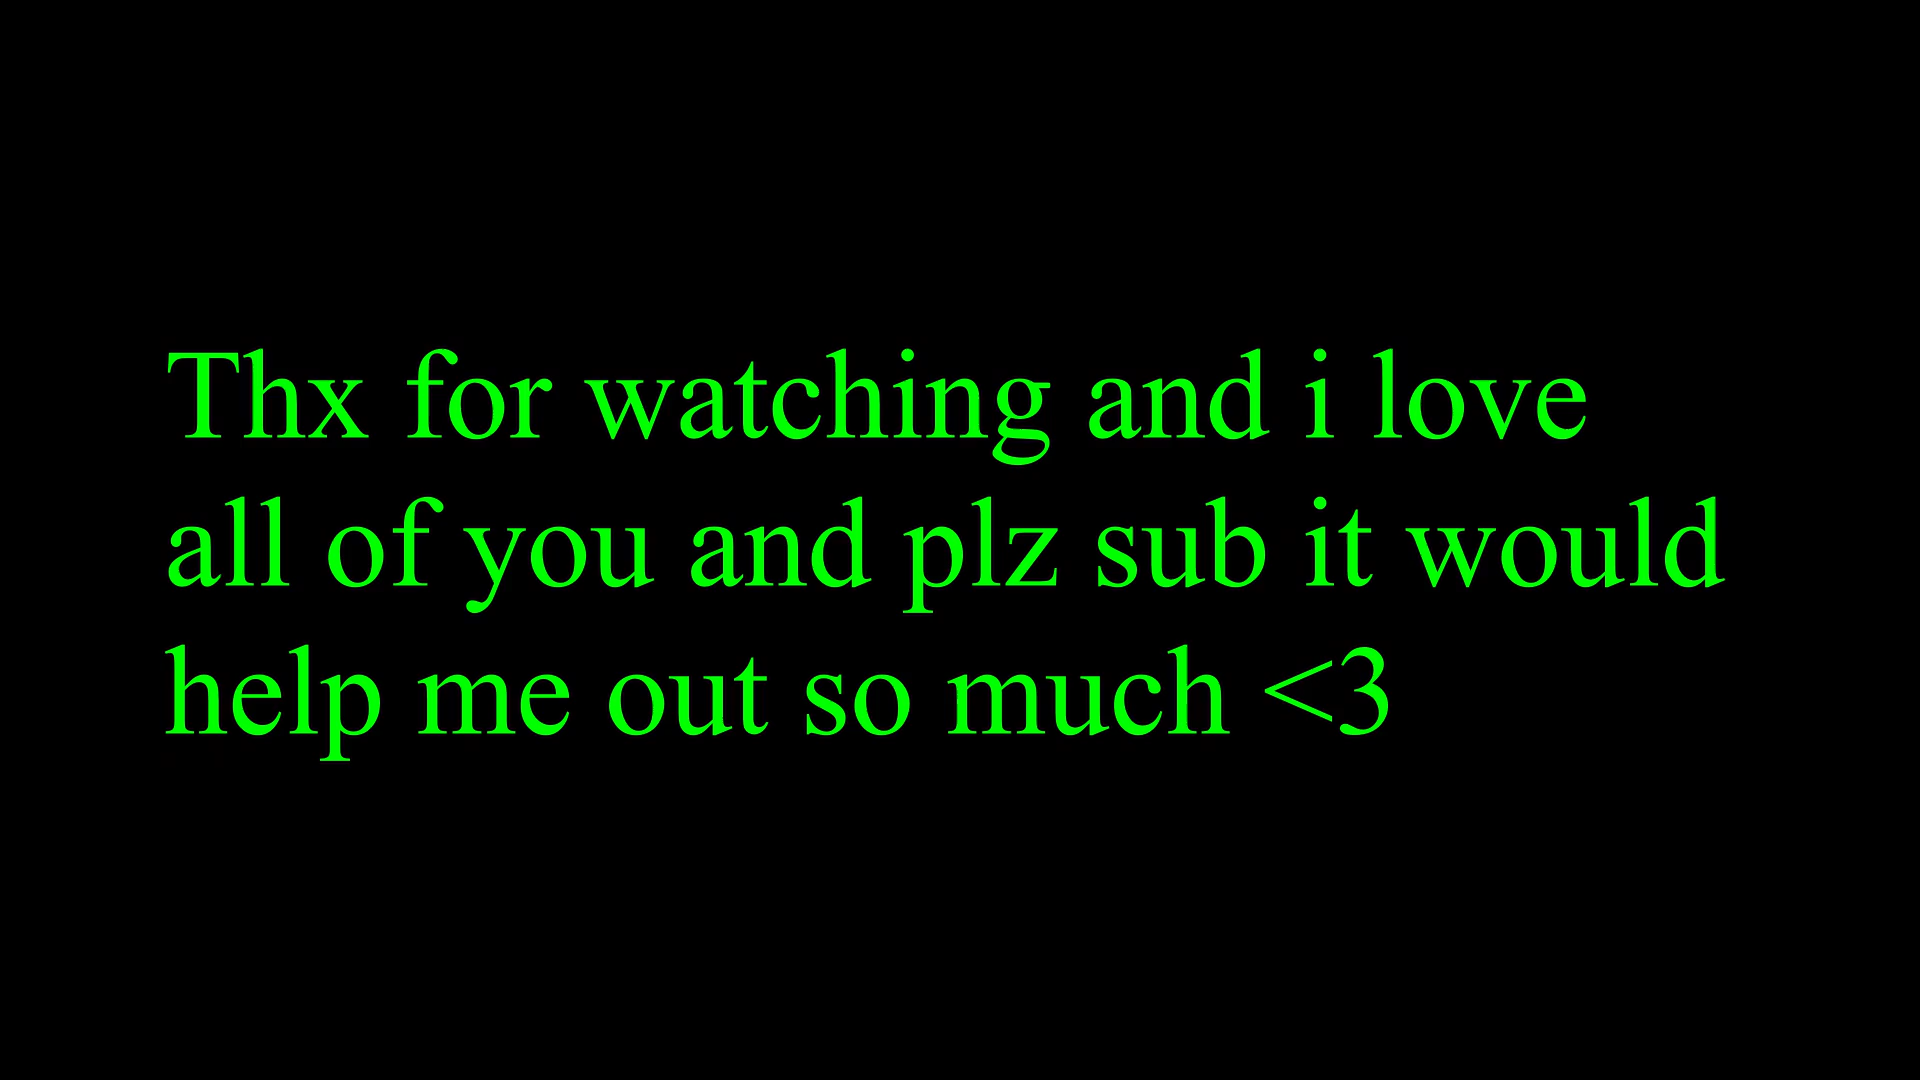 Thx for watching and i love
all of you and plz sub it would
help me out so much <3